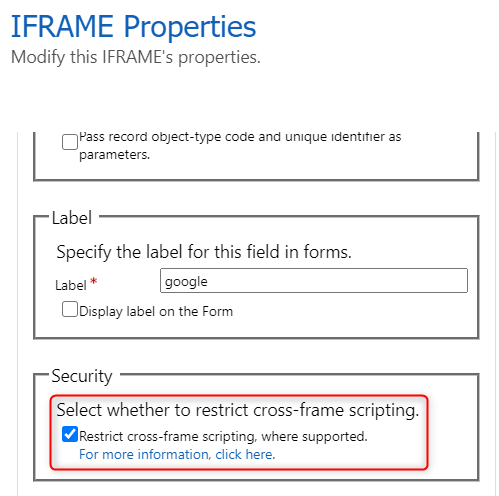 IFRAME Properties
Modify this IFRAME's properties.
Pass record object-type code and unique identifier as
parameters.
Label
Specify the label for this field in forms.
Label * google
Display label on the Form
Security
Select whether to restrict cross-frame scripting.
Restrict cross-frame scripting, where supported.
For more information, click here.